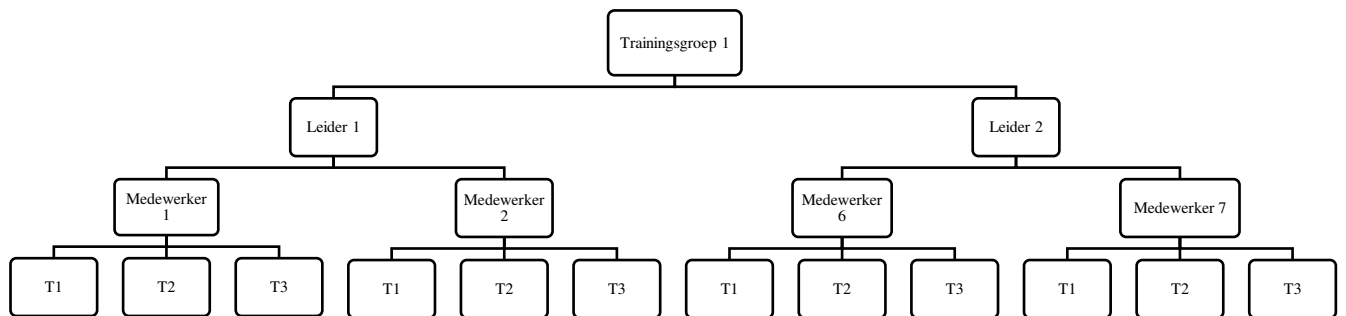 Trainingsgroep 1
Leider 1
Leider 2
Medewerker
1
Medewerker
2
Medewerker
6
Medewerker 7
T1
T2
T3
T1
T2
T3
T1
T2
T3
T1
T2
T3